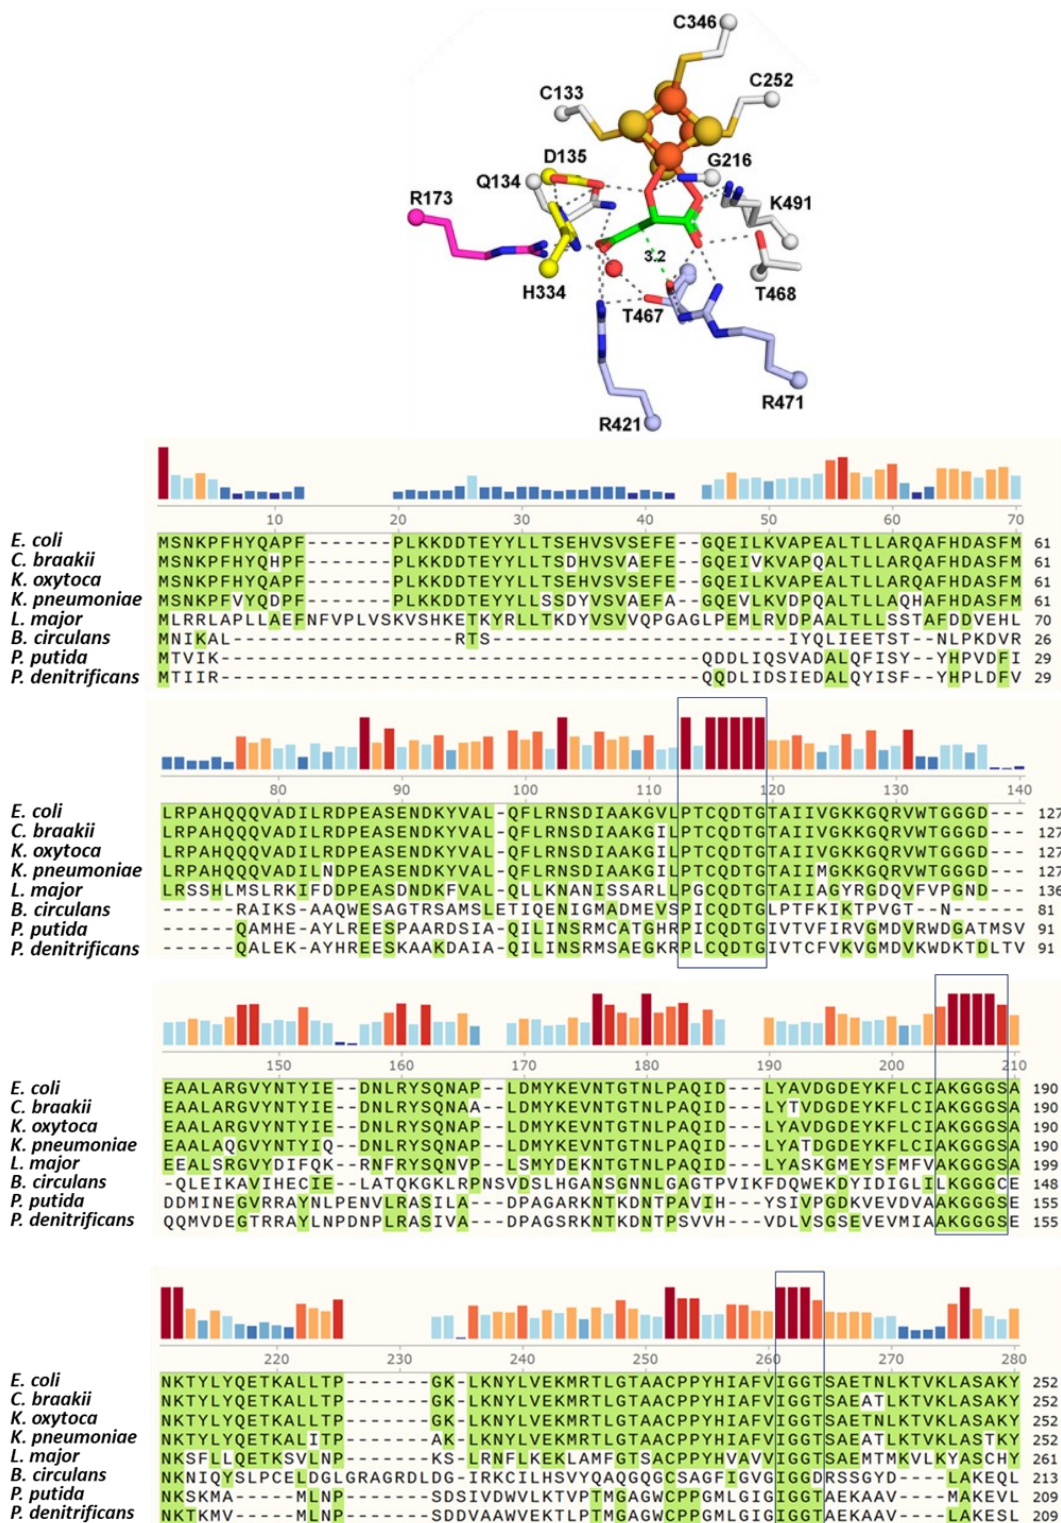 C346
C133
C252
D135
G216
Q134
R173
K491
3.2
H334
T467
T468
R471
R421
10 20 30 40 50 60 70
E. coli MSNKPFHYQAPF-------PLKKDDTEYYLLTSEHVSVSEFE--GQEILKVAPEALTLLARQAFHDASFM 61
C. braakii MSNKPFHYQHPF-------PLKKDDTEYYLLTSDHVSVAEFE--GQEVLKVAPQALTLLARQAFHDASFM 61
K. oxytoca MSNKPFHYQAPF-------PLKKDDTEYYLLTSEHVSVSEFE--GQEILKVAPEALTLLARQAFHDASFM 61
K. pneumoniae MSNKPFVYQDPF-------PLKKDDTEYYLLSSDYVSVAEFA--GQEVLKVDPQALTLLAQHAFHDASFM 61
L. major MLRRLAPLLAEFNFVPLVSKVSHKETKYRLLTKDYVSVVQPGAGLPEMLRVDPAALTLLSSTAFDDVEHL 70
B. circulans MNIKAL------------------RTS-------------------------IYQLIEETST--NLPKDVR 26
P. putida MTVIK---------------------------------------QDDLIQSVADALQFISY--YHPVDFI 29
P. denitrificans MTIIR---------------------------------------QQDLIDSIEDALQYISF--YHPLDFV 29
80 90 100 110 120 130 140
E. coli LRPAHQQQVADILRDPEASENDKYVAL-QFLRNSDIAAKGVLPTCQDTGTAIIVGKKGQRVWTGGGD--- 127
C. braakii LRPAHQQQVADILRDPEASENDKYVAL-QFLRNSDIAAKGILPTCQDTGTAIIVGKKGQRVWTGGGD--- 127
K. oxytoca LRPAHQQQVADILRDPEASENDKYVAL-QFLRNSDIAAKGILPTCQDTGTAIIVGKKGQRVWTGGGD--- 127
K. pneumoniae LRPAHQQQVADILNDPEASENDKYVAL-QFLRNSDIAAKGILPTCQDTGTAIIMGKKGQRVWTGGGD--- 127
L. major LRSSHLMSLRKIFDDPEASDNDKFVAL-QLLKNANISSARLLPGCQDTGTAIIAGYRGDQVFVPGND--- 136
B. circulans ------RAIKS-AAQWESAGTRSAMSLETIQENIGMADMEVSPICQDTGLPTFKIKTPVGT--N------ 81
P. putida ------QAMHE-AYLREESPAARDSIA-QILINSRMCATGHRPICQDTGIVTVFIRVGMDVRWDGATMSV 91
P. denitrificans ------QALEK-AYHREESKAAKDAIA-QILINSRMSAEGKRPLCQDTGIVTCFVKVGMDVKWDKTDLTV 91
150 160 170 180 190 200 210
E. coli EAALARGVYNTYIE--DNLRYSQNAP--LDMYKEVNTGTNLPAQID---LYAVDGDEYKFLCIAKGGGSA 190
C. braakii EAALARGVYNTYIE--DNLRYSQNAA--LDMYKEVNTGTNLPAQID---LYTVDGDEYKFLCIAKGGGSA 190
K. oxytoca EAALARGVYNTYIE--DNLRYSQNAP--LDMYKEVNTGTNLPAQID---LYAVDGDEYKFLCIAKGGGSA 190
K. pneumoniae EAALAQGVYNTYIQ--DNLRYSQNAP--LDMYKEVNTGTNLPAQID---LYATDGDEYKFLCIAKGGGSA 190
L. major EEALSRGVYDIFQK--RNFRYSQNVP--LSMYDEKNTGTNLPAQID---LYASKGMEYSFMFVAKGGGSA 199
B. circulans -QLEIKAVIHECIE--LATQKGKLRPNSVDSLHGANSGNNLGAGTPVIKFDQWEKDYIDIGLILKGGGCE 148
P. putida DDMINEGVRRAYNLPENVLRASILA--DPAGARKNTKDNTPAVIH---YSIVPGDKVEVDVAAKGGGSE 155
P. denitrificans QQMVDEGTRRAYLNPDNPLRASIVA--DPAGSRKNTKDNTPSVVH---VDLVSGSEVEVMIAAKGGGSE 155
220 230 240 250 260 270 280
E. coli NKTYLYQETKALLTP-------GK-LKNYLVEKMRTLGTAACPPYHIAFVIGGTSAETNLKTVKLASAKY 252
C. braakii NKTYLYQETKALLTP-------GK-LKNYLVEKMRTLGTAACPPYHIAFVIGGTSAEATLKTVKLASAKY 252
K. oxytoca NKTYLYQETKALLTP-------GK-LKNYLVEKMRTLGTAACPPYHIAFVIGGTSAETNLKTVKLASAKY 252
K. pneumoniae NKTYLYQETKALITP-------AK-LKNYLVEKMRTLGTAACPPYHIAFVIGGTSAEATLKTVKLASTKY 252
L. major NKSFLLQETKSVLNP-------KS-LRNFLKEKLAMFGTSACPPYHVAVVIGGTSAEMTMKVLKYASCHY 261
B. circulans NKNIQYSLPCELDGLGRAGRDLDG-IRKCILHSVYQAQGQGCSAGFIGVGIGGDRSSGYD----LAKEQL 213
P. putida NKSKMA-----MLNP-------SDSIVDWVLKTVPTMGAGWCPPGMLGIGIGGTAEKAAV----MAKEVL 209
P. denitrificans NKTKMV-----MLNP-------SDDVAAWVEKTLPTMGAGWCPPGMLGIGIGGTAEKAAV----LAKESL 209